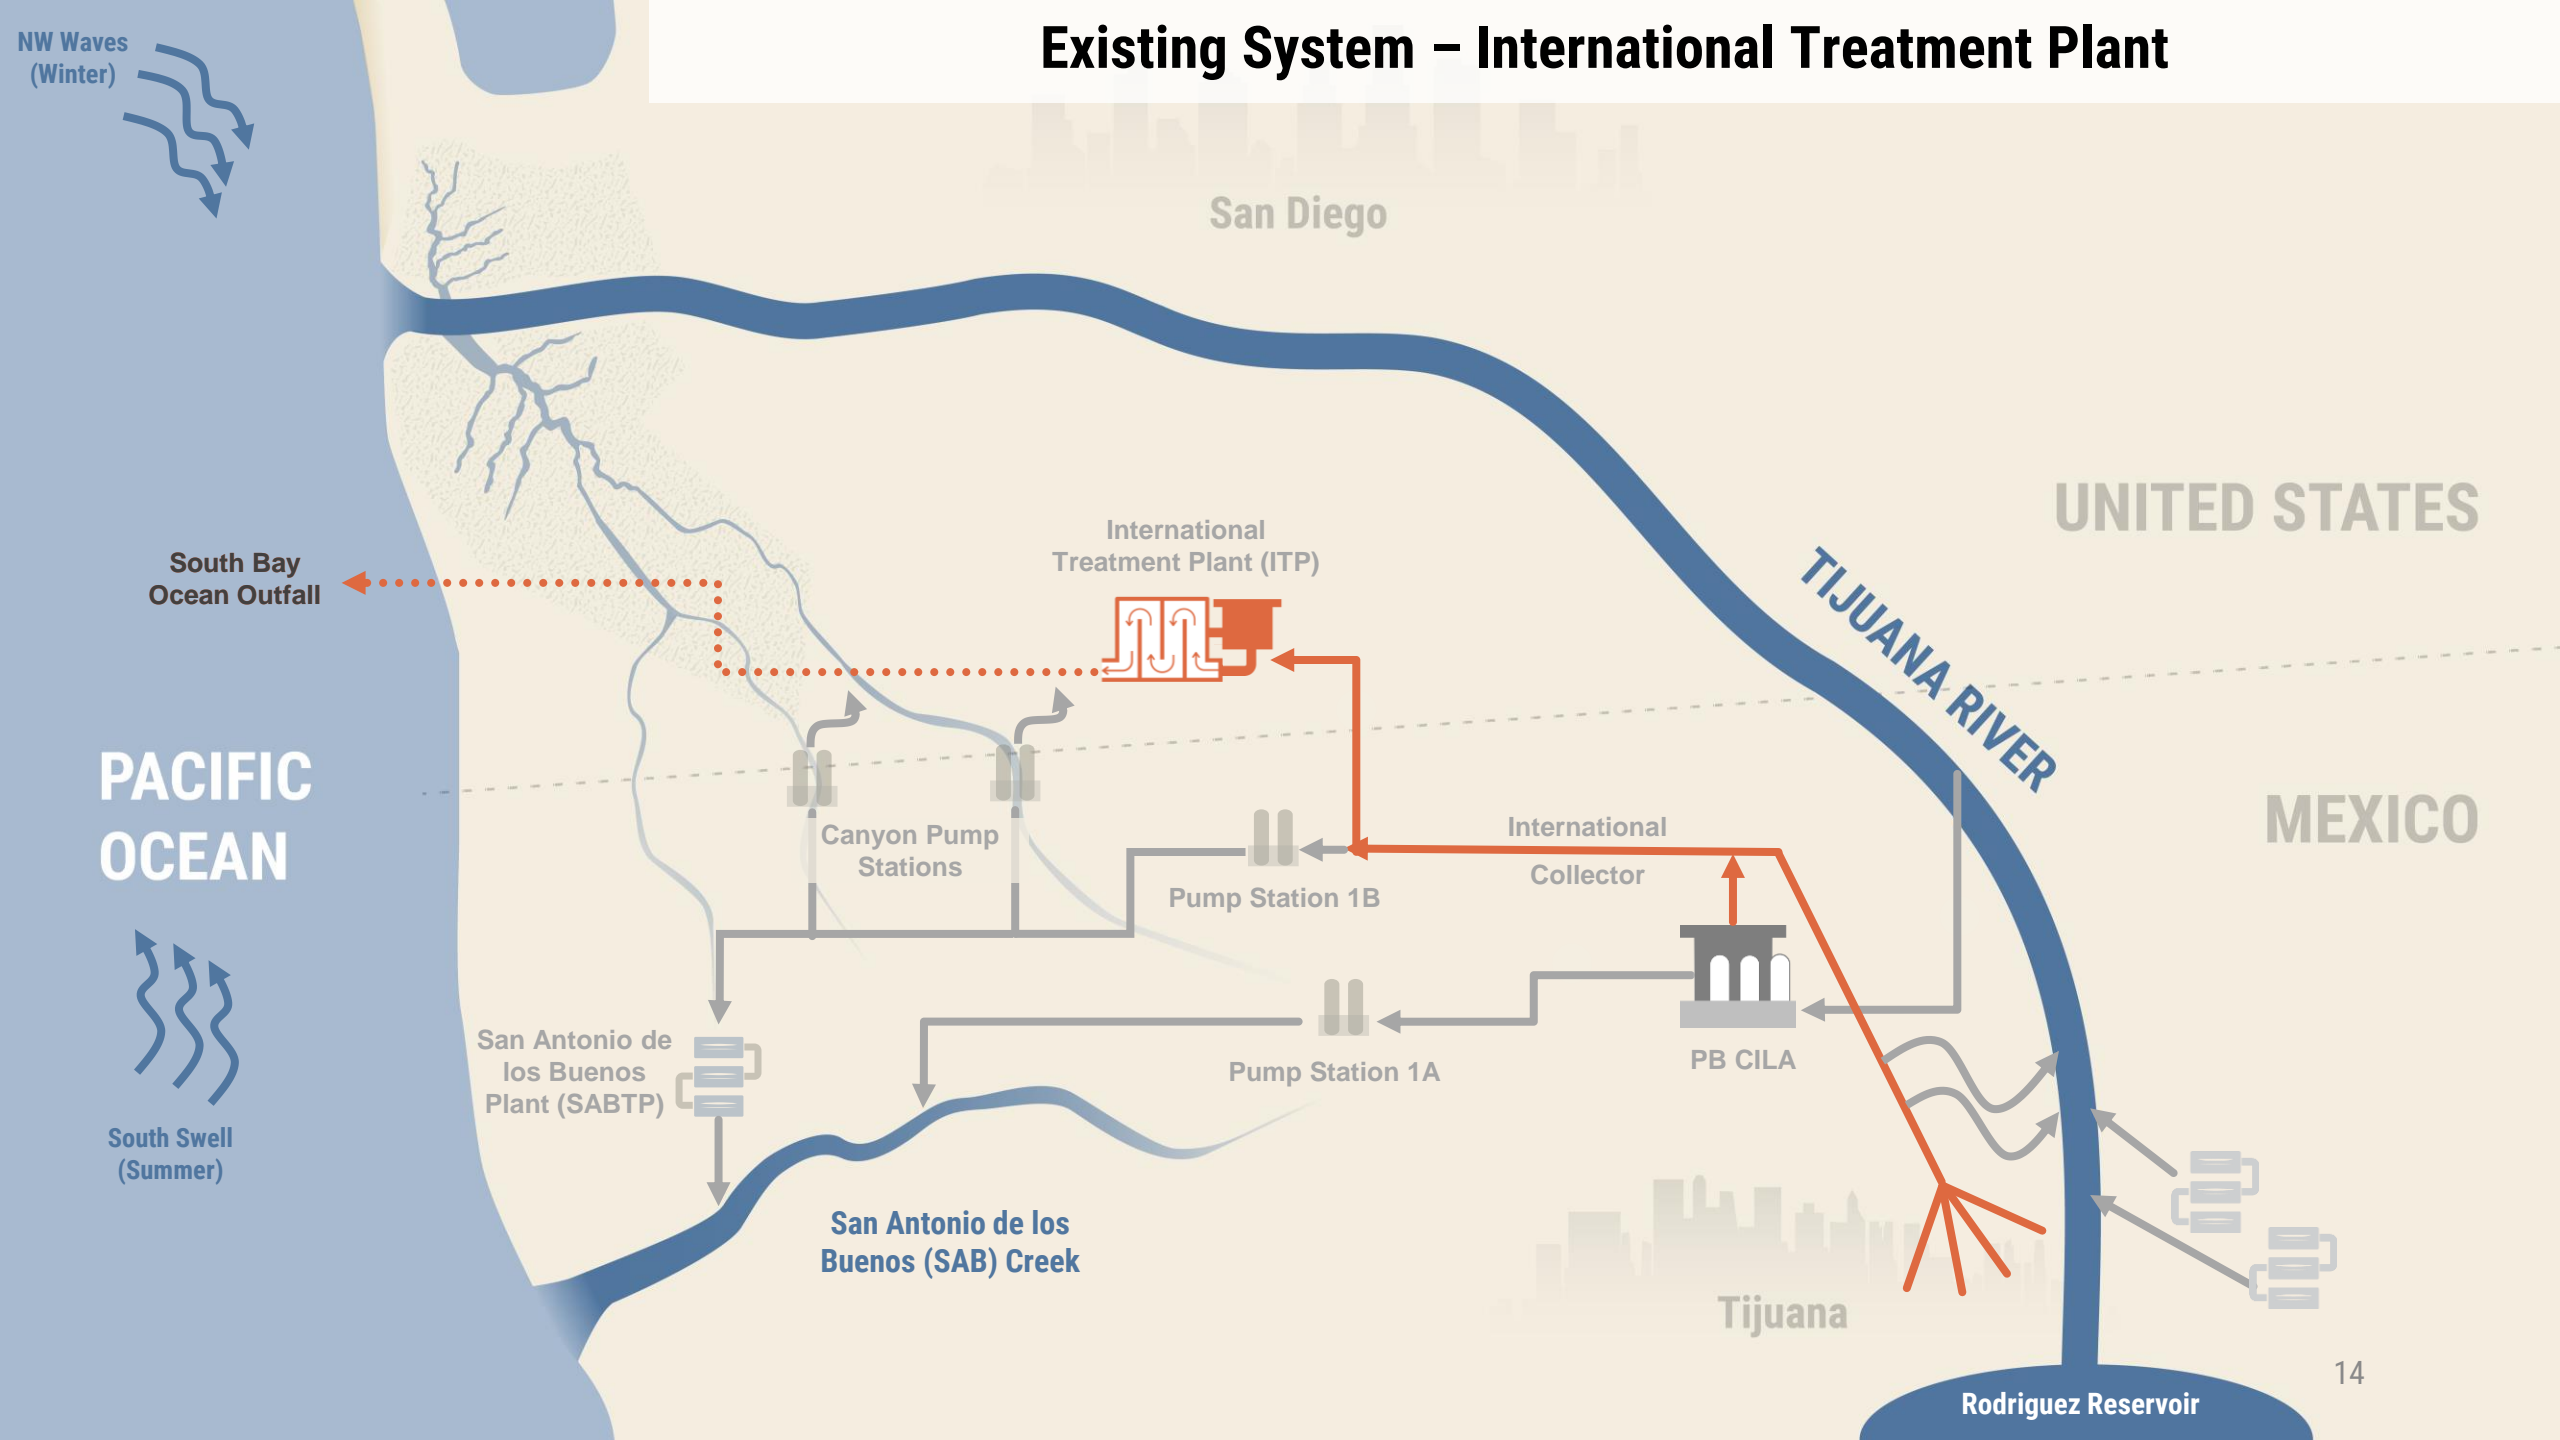 Existing System – International Treatment Plant
NW Waves
(Winter)
San Diego
UNITED STATES
International
Treatment Plant (ITP)
South Bay
Ocean Outfall
TIJUANA RIVER
PACIFIC
OCEAN
MEXICO
Canyon Pump
Stations
International
Collector
Pump Station 1B
San Antonio de
los Buenos
Plant (SABTP)
Pump Station 1A
PB CILA
South Swell
(Summer)
San Antonio de los
Buenos (SAB) Creek
Tijuana
14
Rodriguez Reservoir